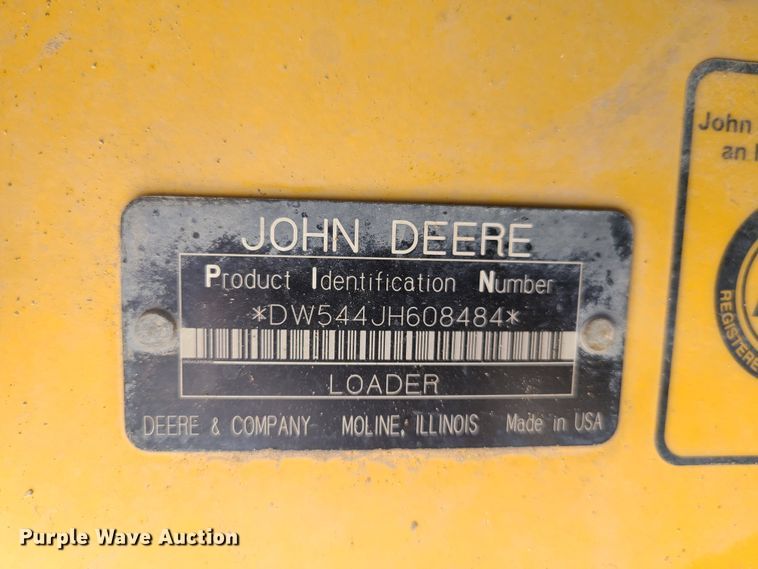 JOHN DEERE
Product Identification Number
*DW544JH608484*
LOADER
DEERE & COMPANY MOLINE, ILLINOIS Made in USA
John
an
REGISTERE
Purple Wave Auction